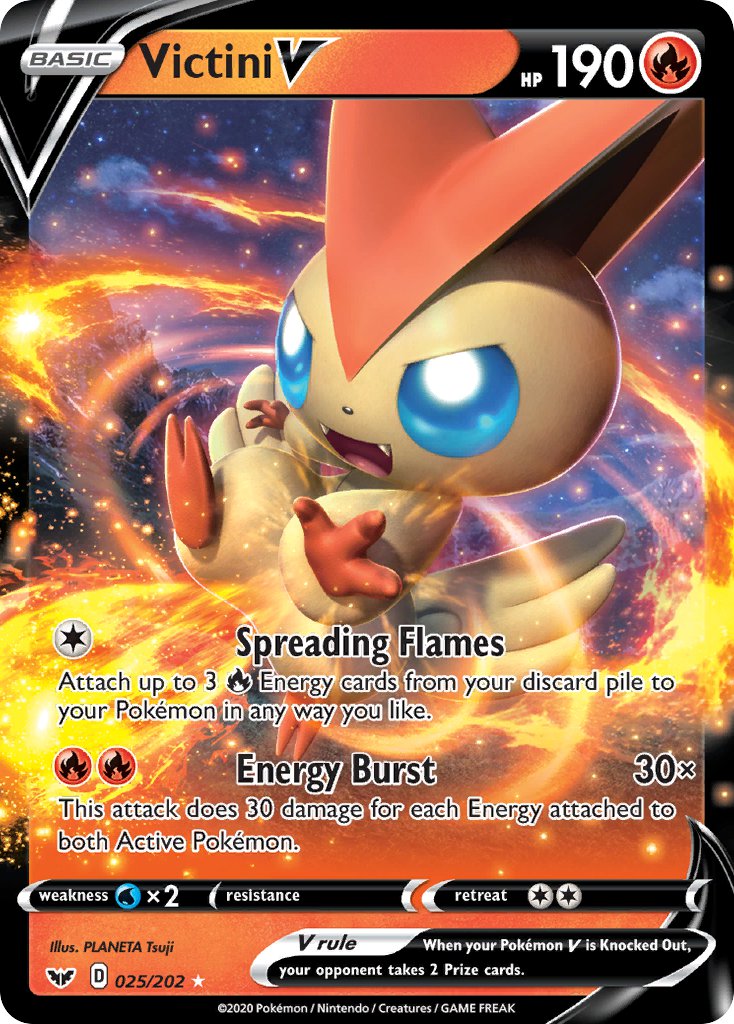 BASIC Victini V HP 190
Spreading Flames
Attach up to 3 Energy cards from your discard pile to
your Pokémon in any way you like.
Energy Burst 30×
This attack does 30 damage for each Energy attached to
both Active Pokémon.
weakness ×2 resistance retreat
Illus. PLANETA Tsuji
V rule When your Pokémon V is Knocked Out,
your opponent takes 2 Prize cards.
D 025/202
©2020 Pokémon / Nintendo / Creatures / GAME FREAK